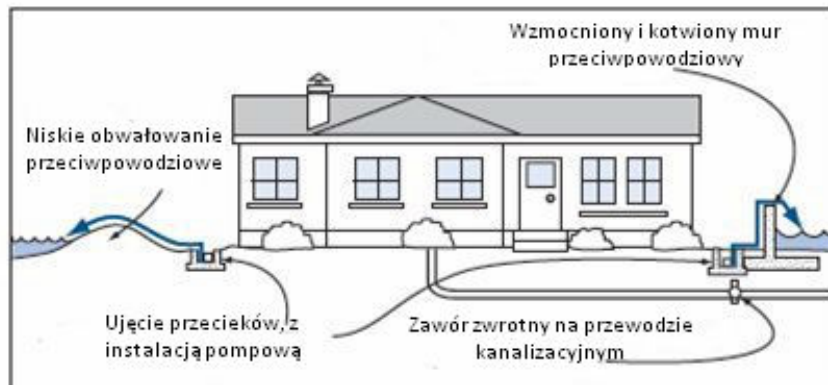 Wzmocniony i kotwiony mur
przeciwpowodziowy
Niskie obwałowanie
przeciwpowodziowe
Ujęcie przecieków, z
instalacją pompową
Zawór zwrotny na przewodzie
kanalizacyjnym